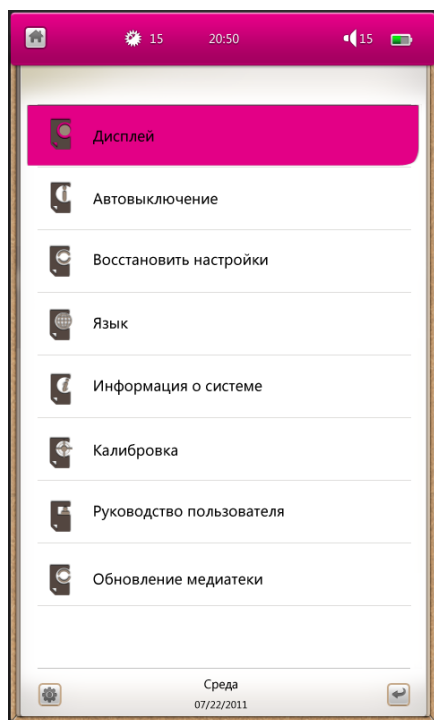 15 20:50 15
Дисплей
Автовыключение
Восстановить настройки
Язык
Информация о системе
Калибровка
Руководство пользователя
Обновление медиатеки
Среда
07/22/2011